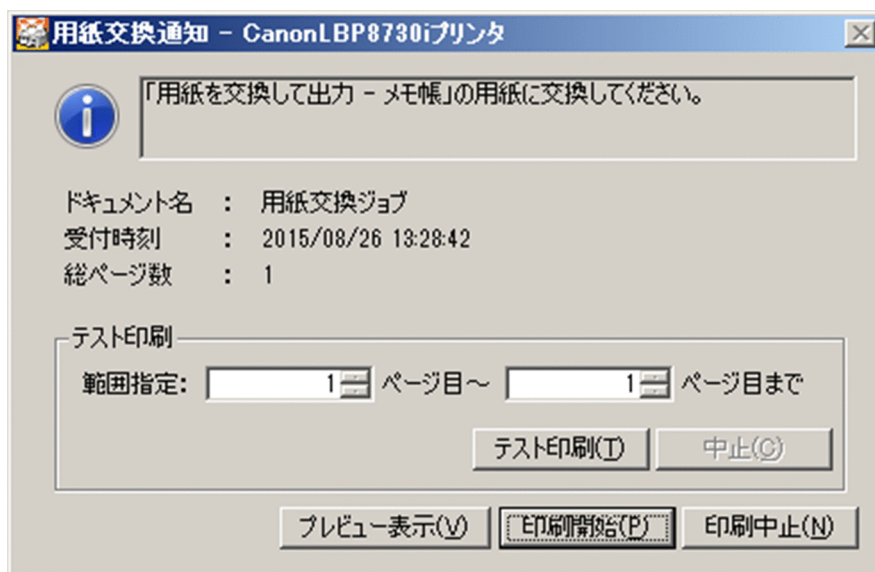 用紙交換通知 - CanonLBP8730iプリンタ
「用紙を交換して出力 - メモ帳」の用紙に交換してください。
ドキュメント名 : 用紙交換ジョブ
受付時刻 : 2015/08/26 13:28:42
総ページ数 : 1
テスト印刷
範囲指定: 1 ページ目~ 1 ページ目まで
テスト印刷(T) 中止(C)
プレビュー表示(V) 印刷開始(P) 印刷中止(N)